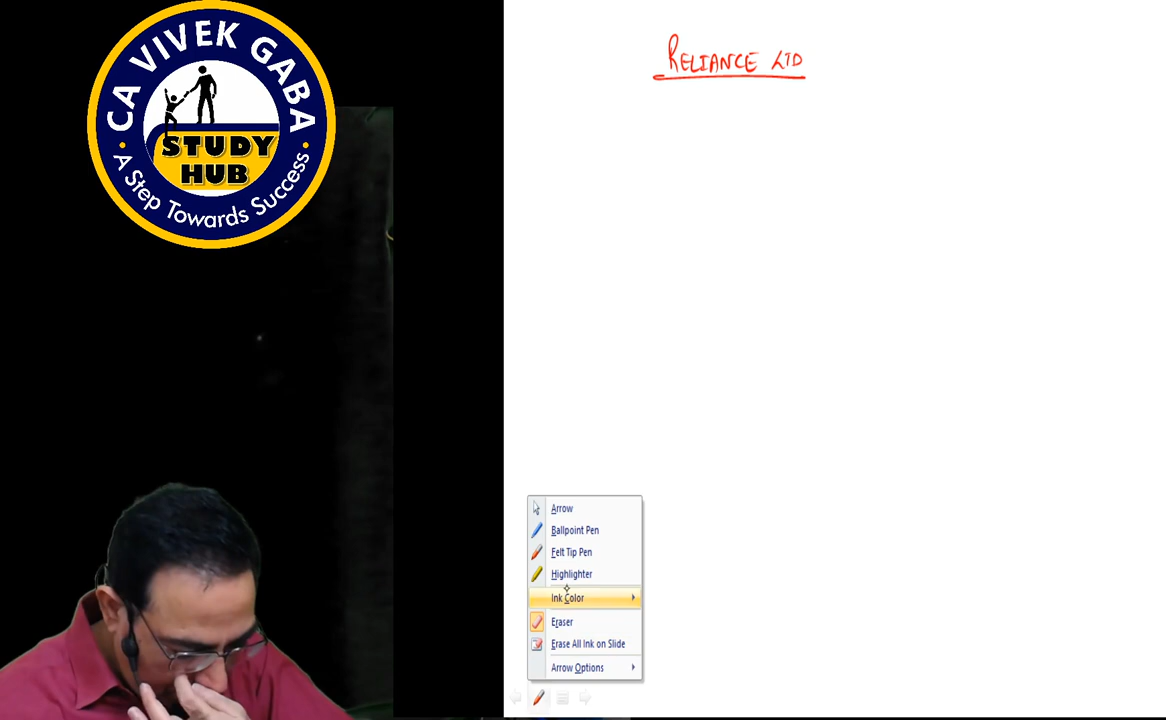 CA VIVEK GABA
STUDY
HUB
A Step Towards Success
RELIANCE LTD
Arrow
Ballpoint Pen
Felt Tip Pen
Highlighter
Ink Color
Eraser
Erase All Ink on Slide
Arrow Options